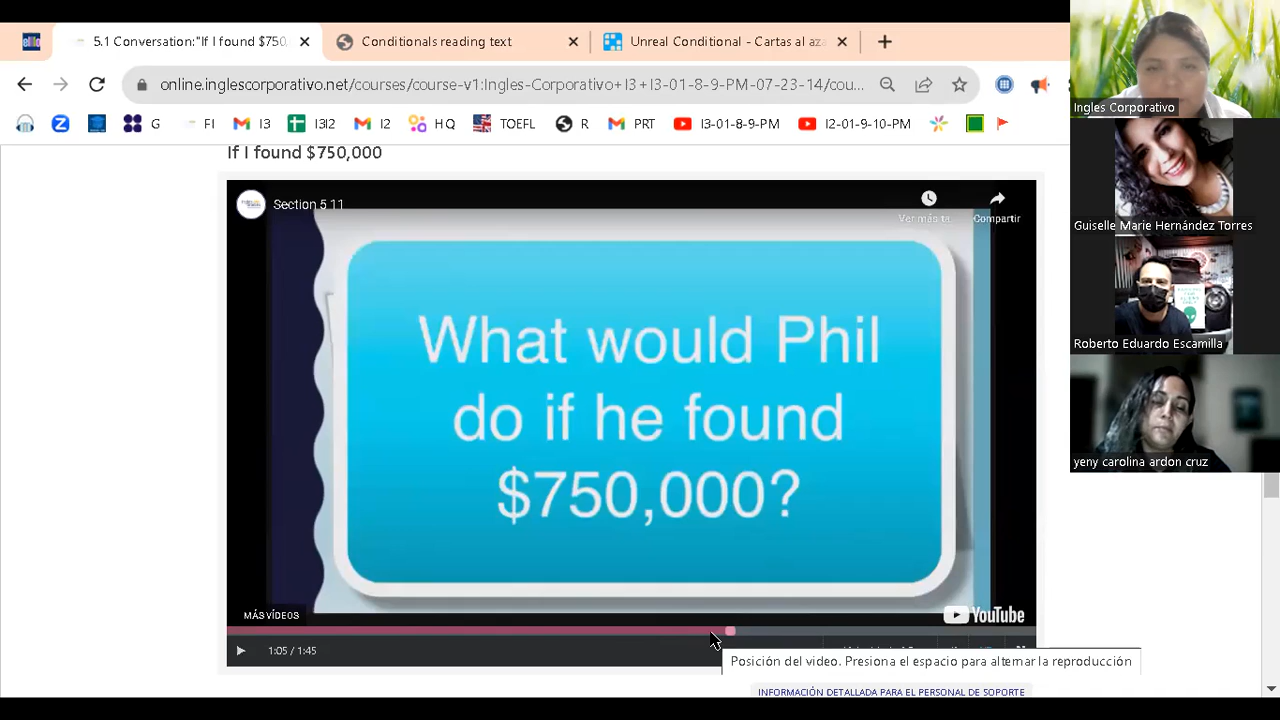 5.1 Conversation:"If I found $750
Conditionals reading text
Unreal Conditional - Cartas al aza
online.inglescorporativo.net/courses/course-v1:Ingles-Corporativo+I3+I3-01-8-9-PM-07-23-14/cou...
G
FI
I3
I3I2
I2
HQ
TOEFL
R
PRT
I3-01-8-9-PM
I2-01-9-10-PM
If I found $750,000
Section 5 11
Ver más ta
Compartir
What would Phil
do if he found
$750,000?
MÁS VÍDEOS
YouTube
1:05 / 1:45
Posición del video. Presiona el espacio para alternar la reproducción
INFORMACIÓN DETALLADA PARA EL PERSONAL DE SOPORTE
Ingles Corporativo
Guiselle Marie Hernández Torres
Roberto Eduardo Escamilla
yeny carolina ardon cruz